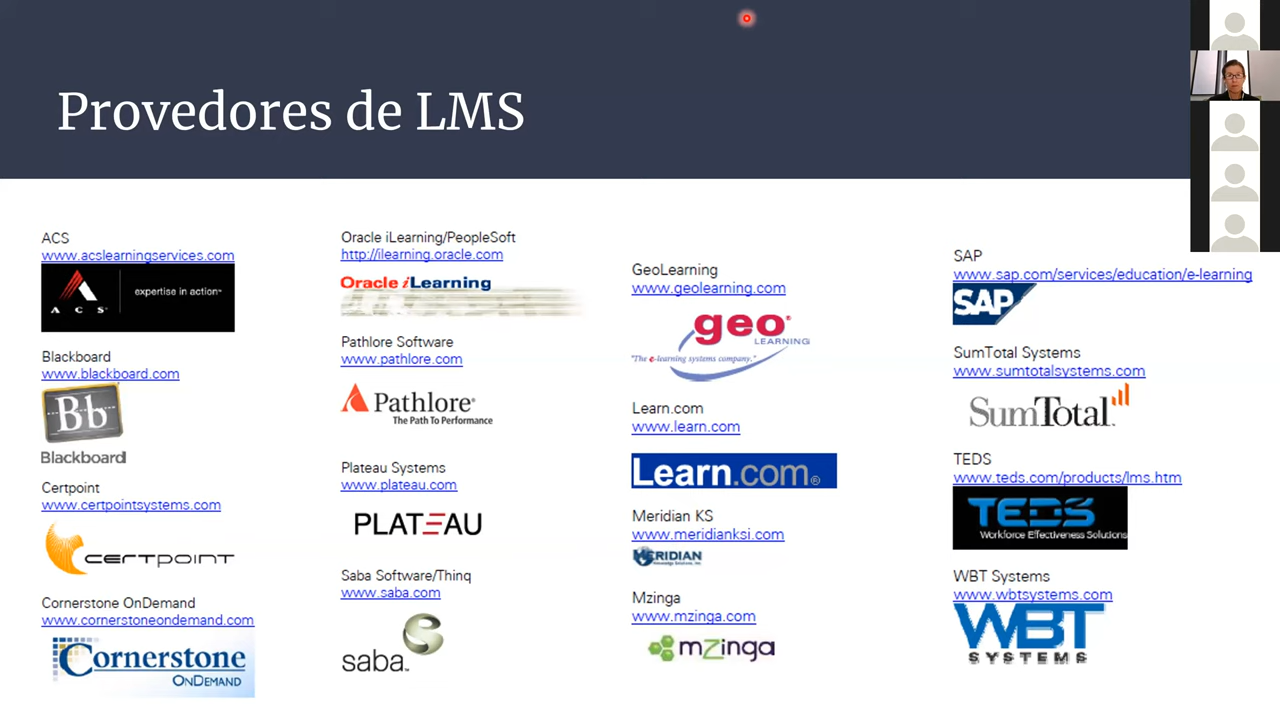 Provedores de LMS
ACS
www.acslearningservices.com
ACS
expertise in action™
Blackboard
www.blackboard.com
Bb
Blackboard
Certpoint
www.certpointsystems.com
CERTPOINT
Cornerstone OnDemand
www.cornerstoneondemand.com
Cornerstone
ONDEMAND
Oracle iLearning/PeopleSoft
http://ilearning.oracle.com
Oracle iLearning
Pathlore Software
www.pathlore.com
Pathlore®
The Path To Performance
Plateau Systems
www.plateau.com
PLATEAU
Saba Software/Thinq
www.saba.com
saba™
GeoLearning
www.geolearning.com
geo®
LEARNING
"The e-learning systems company."
Learn.com
www.learn.com
Learn.com®
Meridian KS
www.meridianksi.com
MERIDIAN
Knowledge Solutions, Inc.
Mzinga
www.mzinga.com
mzinga
SAP
www.sap.com/services/education/e-learning
SAP
SumTotal Systems
www.sumtotalsystems.com
SumTotal
TEDS
www.teds.com/products/lms.htm
TEDS
Workforce Effectiveness Solutions
WBT Systems
www.wbtsystems.com
WBT
SYSTEMS